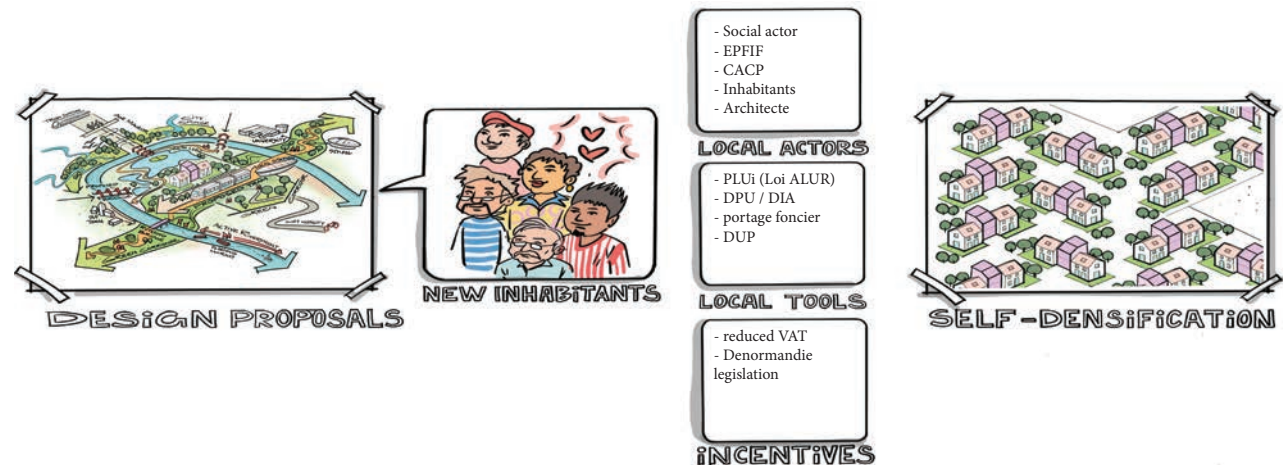 DESIGN PROPOSALS
NEW INHABITANTS
- Social actor
- EPFIF
- CACP
- Inhabitants
- Architecte
LOCAL ACTORS
- PLUi (Loi ALUR)
- DPU / DIA
- portage foncier
- DUP
LOCAL TOOLS
- reduced VAT
- Denormandie
legislation
INCENTIVES
SELF-DENSIFICATION